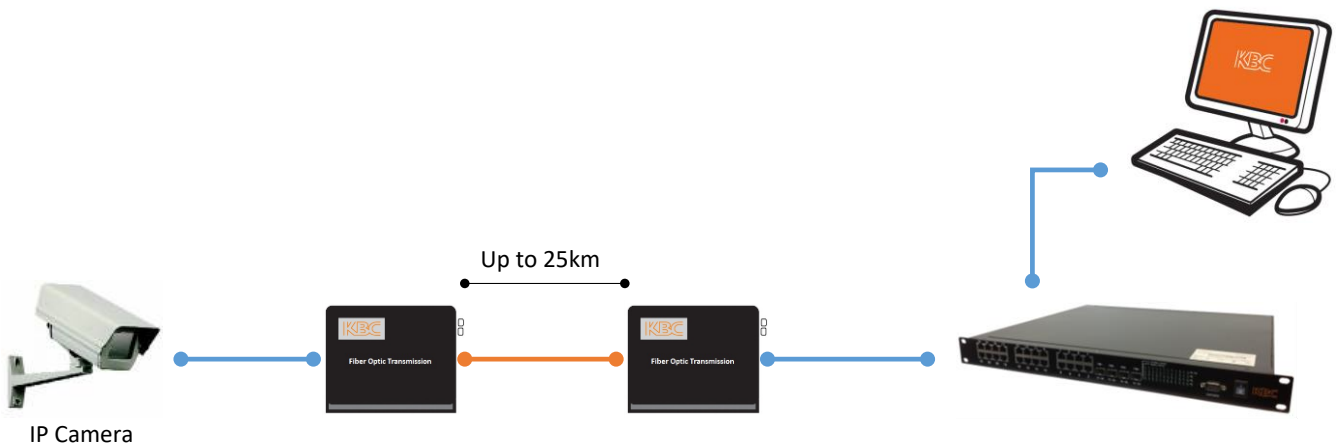 KBC
Up to 25km
KBC
Fiber Optic Transmission
KBC
Fiber Optic Transmission
IP Camera